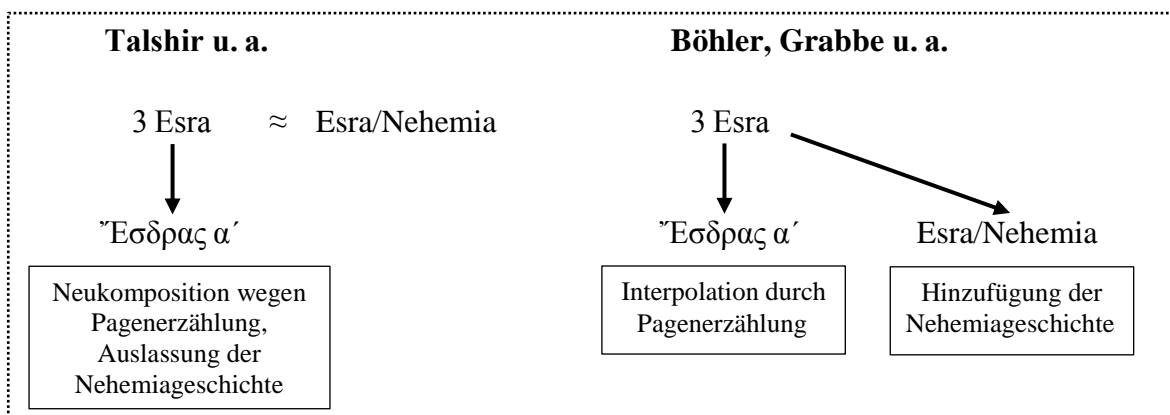 Talshir u. a.
3 Esra ≈ Esra/Nehemia
Ἔσδρας α´
Neukomposition wegen
Pagenerzählung,
Auslassung der
Nehemiageschichte
Böhler, Grabbe u. a.
3 Esra
Ἔσδρας α´
Esra/Nehemia
Interpolation durch
Pagenerzählung
Hinzufügung der
Nehemiageschichte